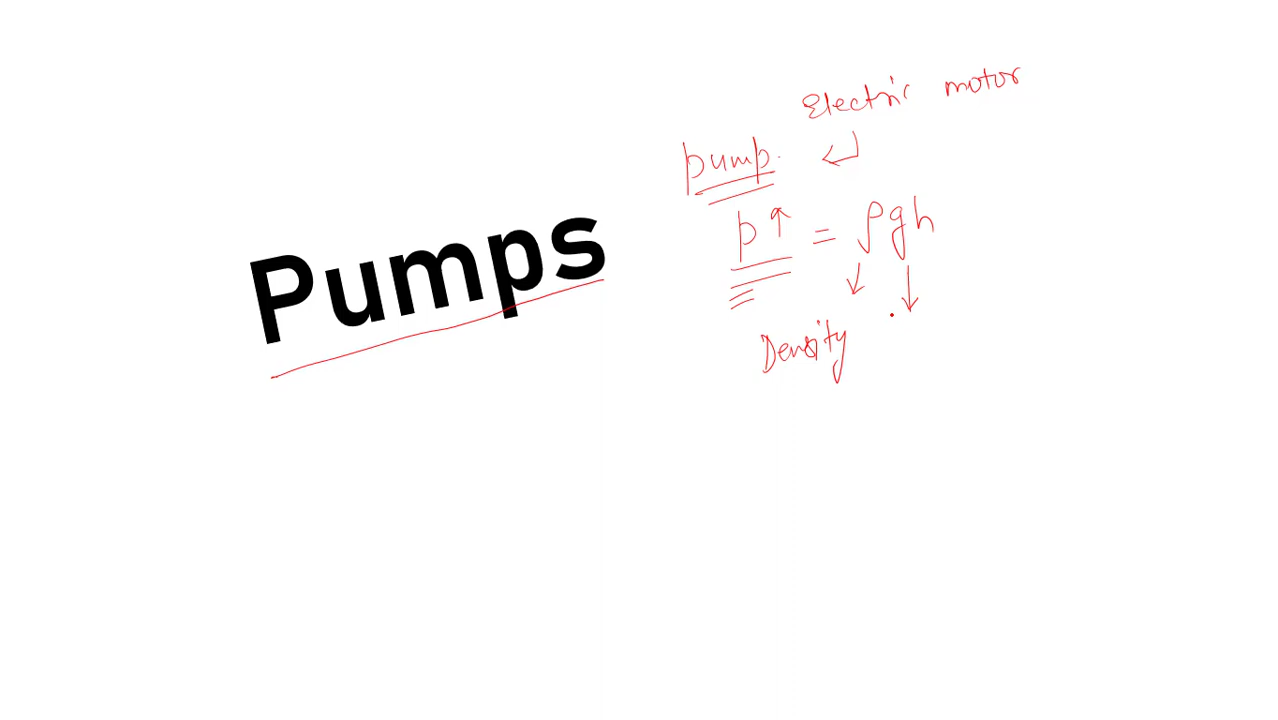 Pumps
Electric motor
pump.
p↑ = ρgh
Density